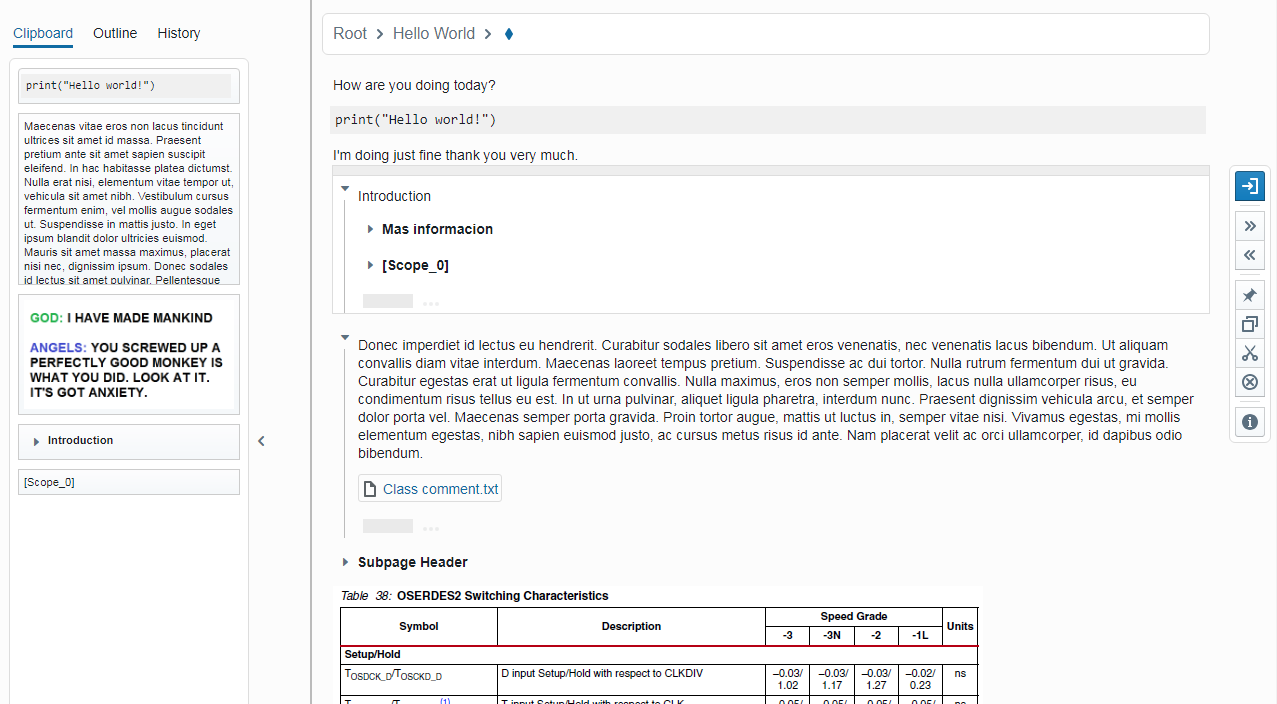 Clipboard Outline History
print("Hello world!")
Maecenas vitae eros non lacus tincidunt
ultrices sit amet id massa. Praesent
pretium ante sit amet sapien suscipit
eleifend. In hac habitasse platea dictumst.
Nulla erat nisi, elementum vitae tempor ut,
vehicula sit amet nibh. Vestibulum cursus
fermentum enim, vel mollis augue sodales
ut. Suspendisse in mattis justo. In eget
ipsum blandit dolor ultricies euismod.
Mauris sit amet massa maximus, placerat
nisi nec, dignissim ipsum. Donec sodales
id lectus sit amet pulvinar. Pellentesque
GOD: I HAVE MADE MANKIND
ANGELS: YOU SCREWED UP A
PERFECTLY GOOD MONKEY IS
WHAT YOU DID. LOOK AT IT.
IT'S GOT ANXIETY.
Introduction
[Scope_0]
Root > Hello World >
How are you doing today?
print("Hello world!")
I'm doing just fine thank you very much.
Introduction
Mas informacion
[Scope_0]
...
Donec imperdiet id lectus eu hendrerit. Curabitur sodales libero sit amet eros venenatis, nec venenatis lacus bibendum. Ut aliquam
convallis diam vitae interdum. Maecenas laoreet tempus pretium. Suspendisse ac dui tortor. Nulla rutrum fermentum dui ut gravida.
Curabitur egestas erat ut ligula fermentum convallis. Nulla maximus, eros non semper mollis, lacus nulla ullamcorper risus, eu
condimentum risus tellus eu est. In ut urna pulvinar, aliquet ligula pharetra, interdum nunc. Praesent dignissim vehicula arcu, et semper
dolor porta vel. Maecenas semper porta gravida. Proin tortor augue, mattis ut luctus in, semper vitae nisi. Vivamus egestas, mi mollis
elementum egestas, nibh sapien euismod justo, ac cursus metus risus id ante. Nam placerat velit ac orci ullamcorper, id dapibus odio
bibendum.
Class comment.txt
...
Subpage Header
Table 38: OSERDES2 Switching Characteristics
Symbol Description Speed Grade Units
-3 -3N -2 -1L
Setup/Hold
TOSDCK_D/TOSCKD_D D input Setup/Hold with respect to CLKDIV –0.03/ –0.03/ –0.03/ –0.02/ ns
1.02 1.17 1.27 0.23
(1) T input Setup/Hold with respect to CLK –0.05/ –0.05/ –0.05/ –0.05/ ns